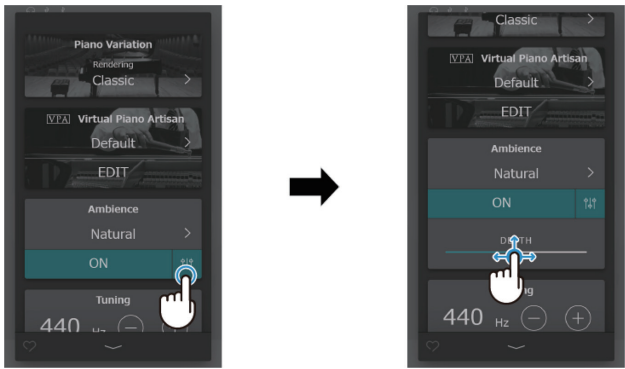 Piano Variation
Rendering
Classic
VPA Virtual Piano Artisan
Default
EDIT
Ambience
Natural
ON
Tuning
440 Hz
Classic
VPA Virtual Piano Artisan
Default
EDIT
Ambience
Natural
ON
440 Hz